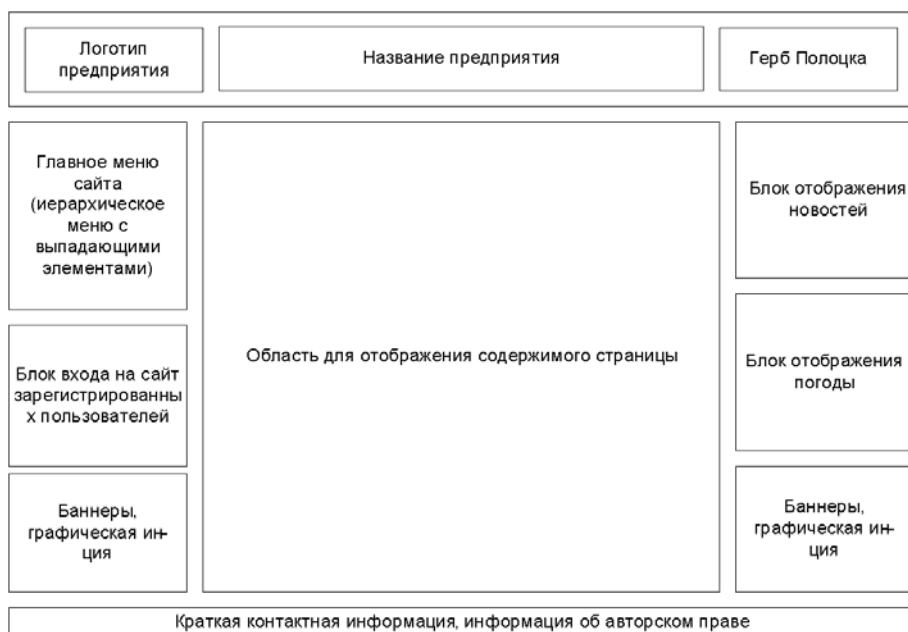 Логотип
предприятия
Название предприятия
Герб Полоцка
Главное меню
сайта
(иерархическое
меню с
выпадающими
элементами)
Блок входа на сайт
зарегистрированны
х пользователей
Баннеры,
графическая ин-
ция
Область для отображения содержимого страницы
Блок отображения
новостей
Блок отображения
погоды
Баннеры,
графическая ин-
ция
Краткая контактная информация, информация об авторском праве